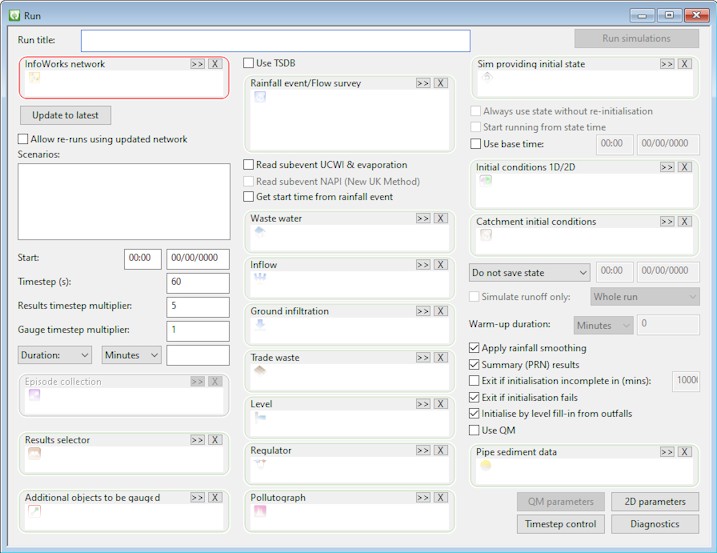 Run
Run title:
Run simulations
InfoWorks network >> X
Update to latest
Allow re-runs using updated network
Scenarios:
Start: 00:00 00/00/0000
Timestep (s): 60
Results timestep multiplier: 5
Gauge timestep multiplier: 1
Duration: Minutes
Episode collection >> X
Results selector >> X
Additional objects to be gauged >> X
Use TSDB
Rainfall event/Flow survey >> X
Read subevent UCWI & evaporation
Read subevent NAPI (New UK Method)
Get start time from rainfall event
Waste water >> X
Inflow >> X
Ground infiltration >> X
Trade waste >> X
Level >> X
Regulator >> X
Pollutograph >> X
Sim providing initial state >> X
Always use state without re-initialisation
Start running from state time
Use base time: 00:00 00/00/0000
Initial conditions 1D/2D >> X
Catchment initial conditions >> X
Do not save state 00:00 00/00/0000
Simulate runoff only: Whole run
Warm-up duration: Minutes 0
Apply rainfall smoothing
Summary (PRN) results
Exit if initialisation incomplete in (mins):
Exit if initialisation fails
Initialise by level fill-in from outfalls
Use QM
Pipe sediment data >> X
QM parameters 2D parameters
Timestep control Diagnostics